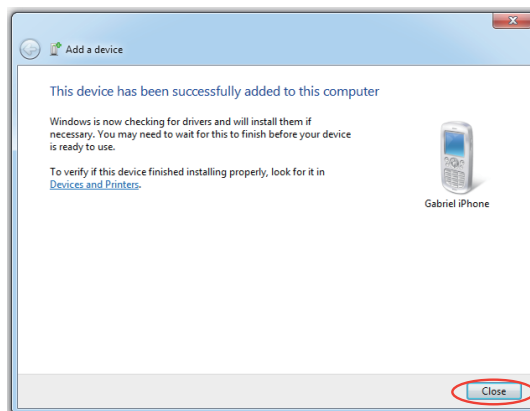 Add a device
This device has been successfully added to this computer
Windows is now checking for drivers and will install them if
necessary. You may need to wait for this to finish before your device
is ready to use.
To verify if this device finished installing properly, look for it in
Devices and Printers.
Gabriel iPhone
Close